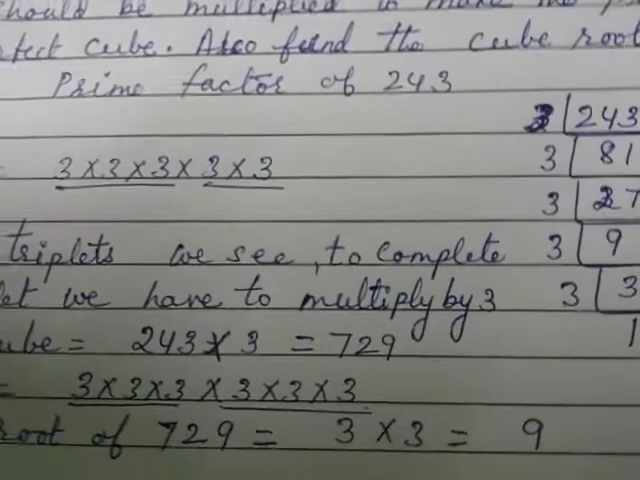 should be multiplied to make the
fect cube. Also find the cube root
Prime factor of 243
= 3×3×3×3×3
triplets we see, to complete
let we have to multiply by 3
ube = 243×3 = 729
= 3×3×3×3×3×3
root of 729 = 3×3 = 9
3 | 243
3 | 81
3 | 27
3 | 9
3 | 3
1